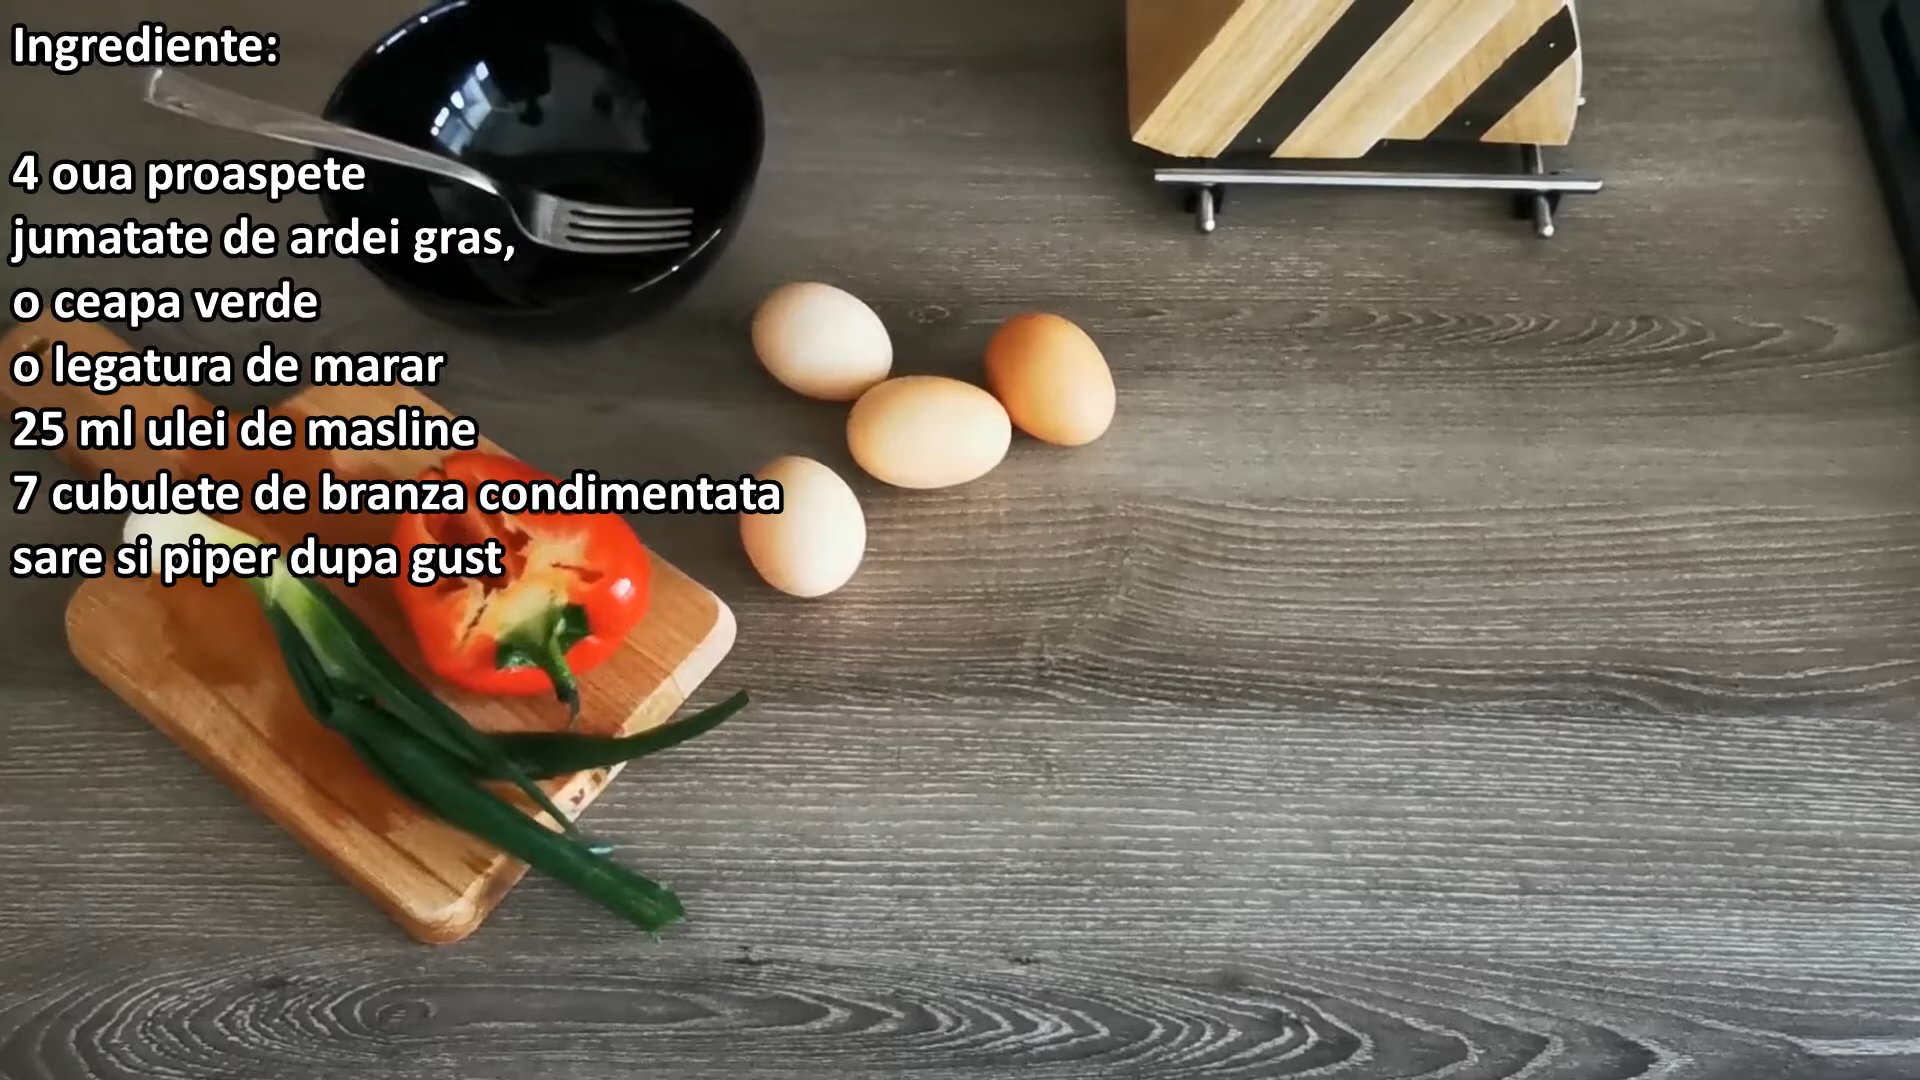 Ingrediente:
4 oua proaspete
jumatate de ardei gras,
o ceapa verde
o legatura de marar
25 ml ulei de masline
7 cubulete de branza condimentata
sare si piper dupa gust